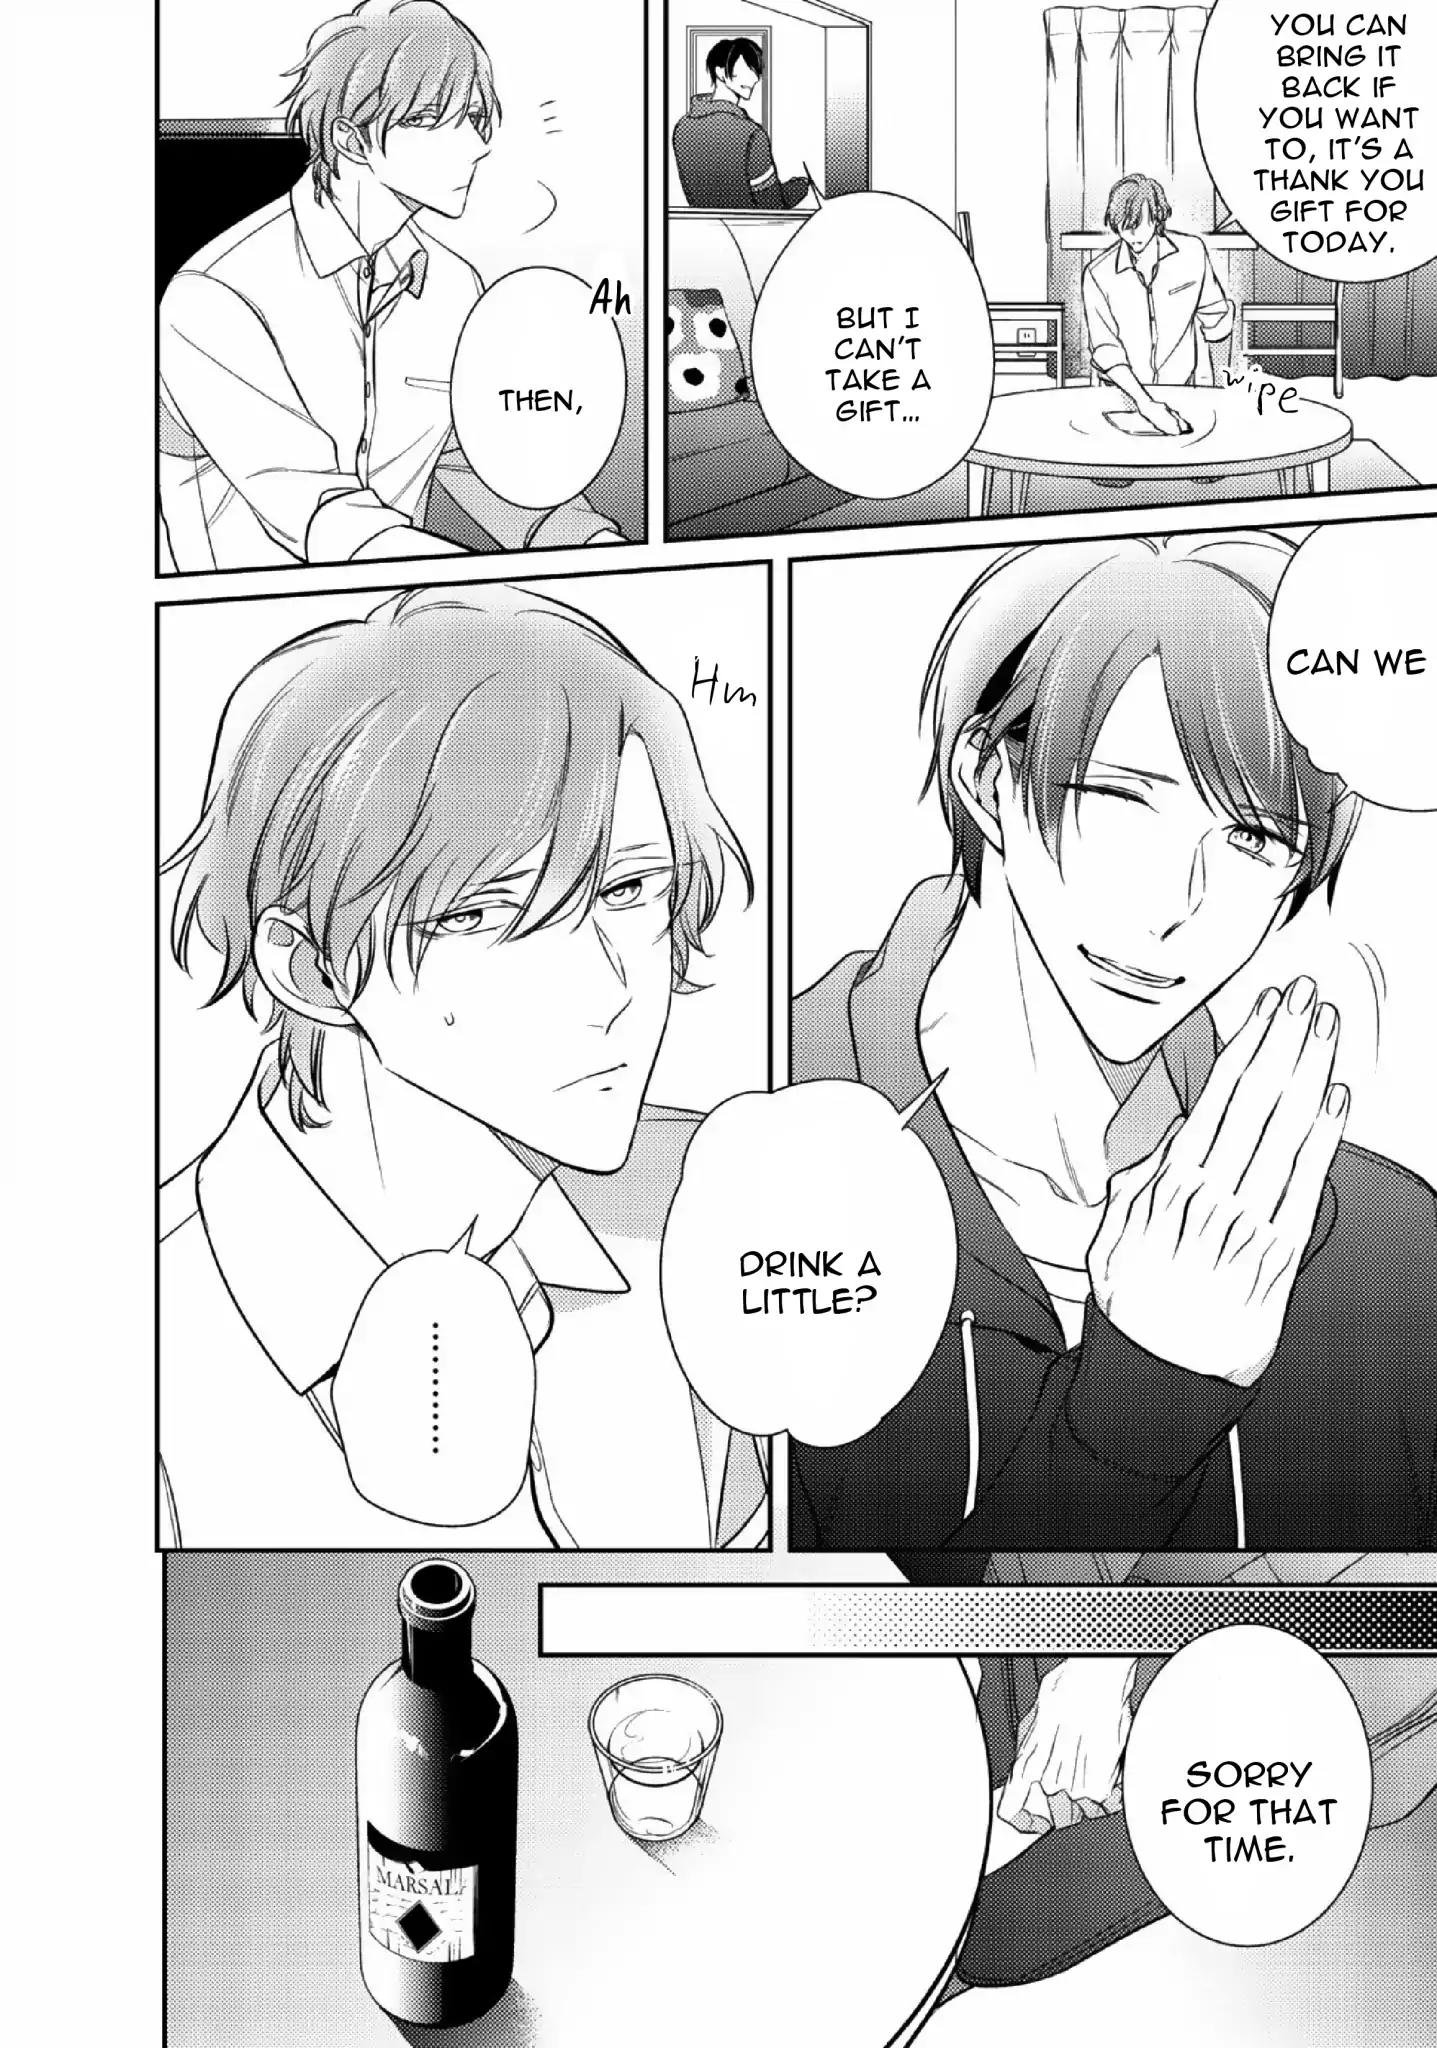 YOU CAN
BRING IT
BACK IF
YOU WANT
TO, IT'S A
THANK YOU
GIFT FOR
TODAY.
wipe
BUT I
CAN'T
TAKE A
GIFT...
Ah
THEN,
CAN WE
DRINK A
LITTLE?
Hm
..........
SORRY
FOR THAT
TIME.
MARSAL